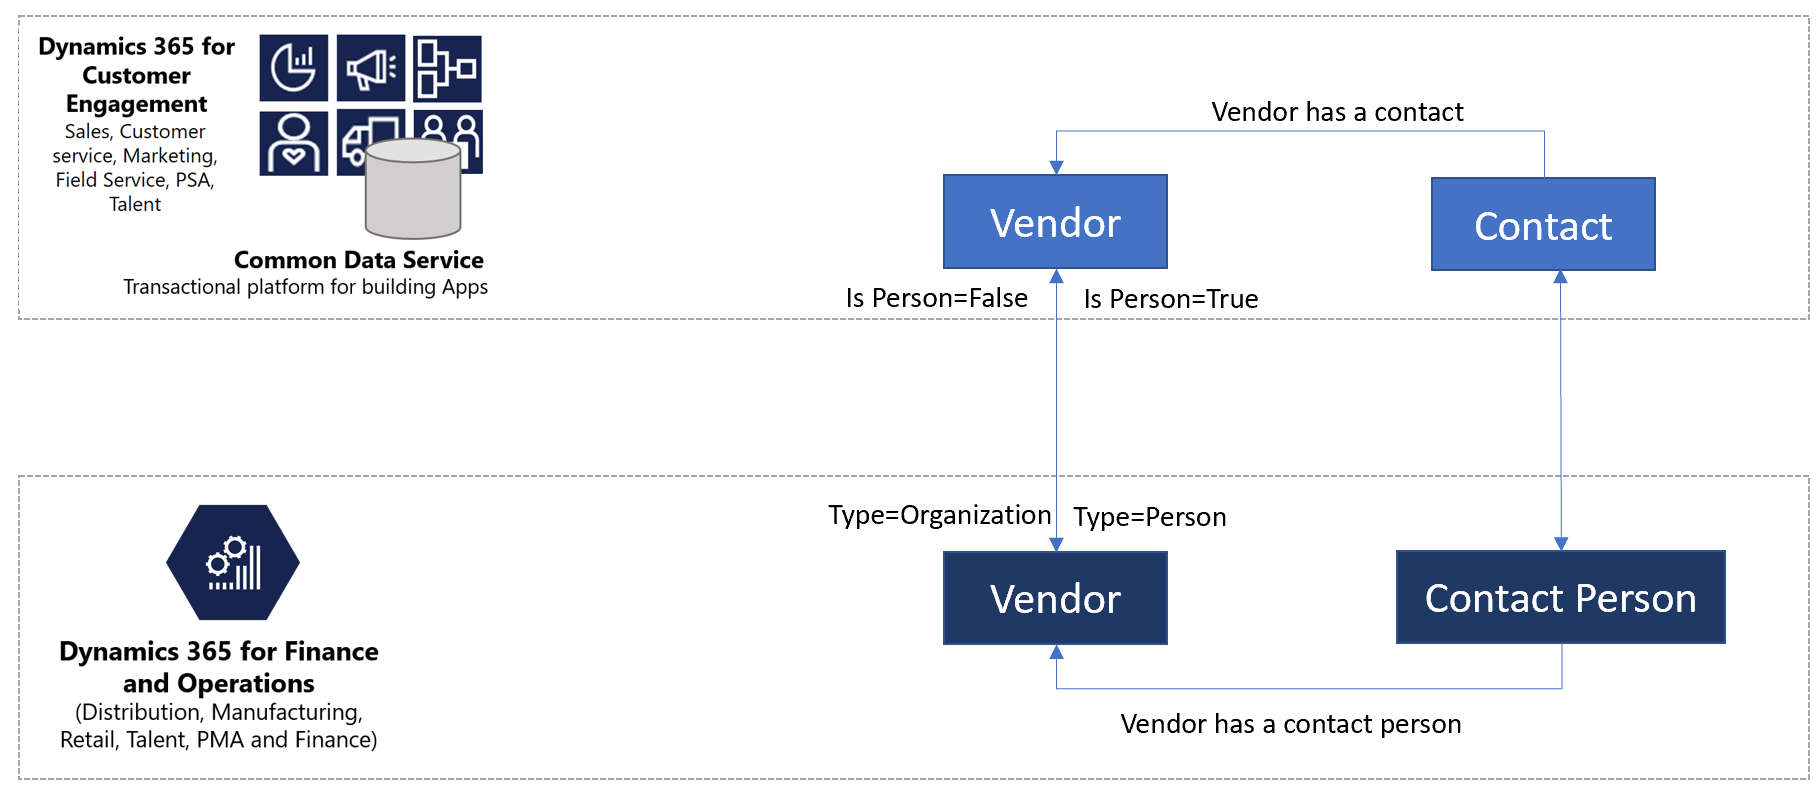 Dynamics 365 for
Customer
Engagement
Sales, Customer
service, Marketing,
Field Service, PSA,
Talent
Common Data Service
Transactional platform for building Apps
Vendor has a contact
Vendor
Contact
Is Person=False
Is Person=True
Type=Organization
Type=Person
Vendor
Contact Person
Vendor has a contact person
Dynamics 365 for Finance
and Operations
(Distribution, Manufacturing,
Retail, Talent, PMA and Finance)